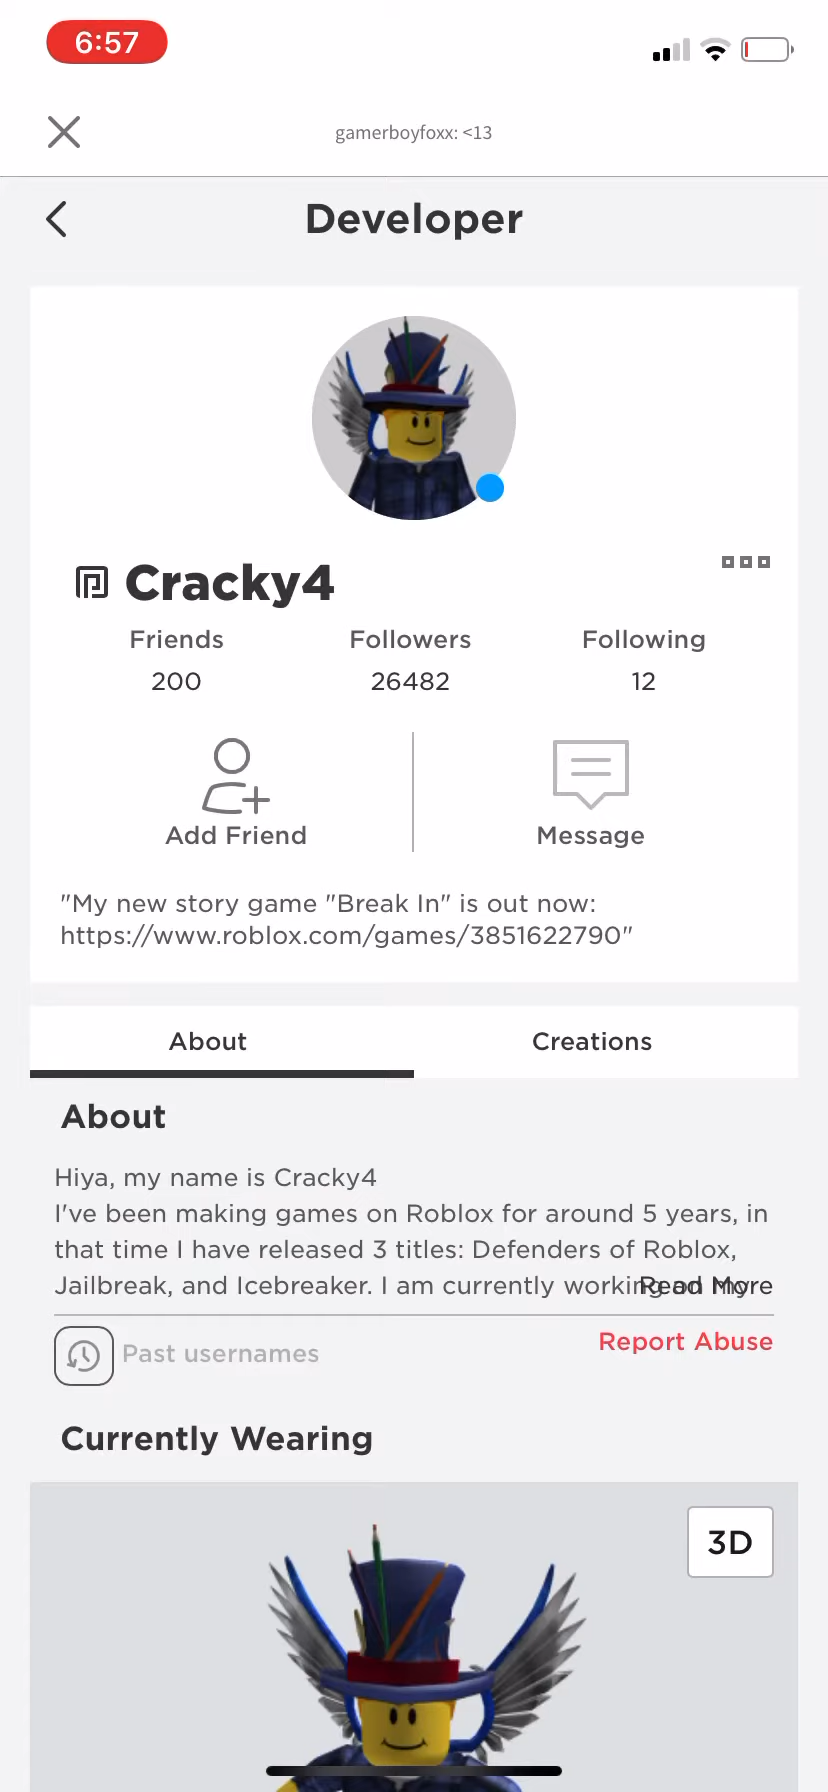 6:57
gamerboyfoxx: <13
Developer
Cracky4
Friends Followers Following
200 26482 12
Add Friend Message
"My new story game "Break In" is out now:
https://www.roblox.com/games/3851622790"
About Creations
About
Hiya, my name is Cracky4
I've been making games on Roblox for around 5 years, in
that time I have released 3 titles: Defenders of Roblox,
Jailbreak, and Icebreaker. I am currently working on my Read More
Past usernames Report Abuse
Currently Wearing
3D